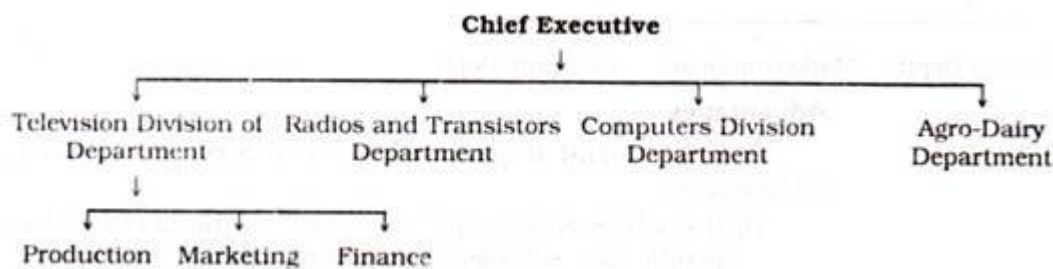 Chief Executive
Television Division of Radios and Transistors Computers Division Agro-Dairy
Department Department Department Department
Production Marketing Finance